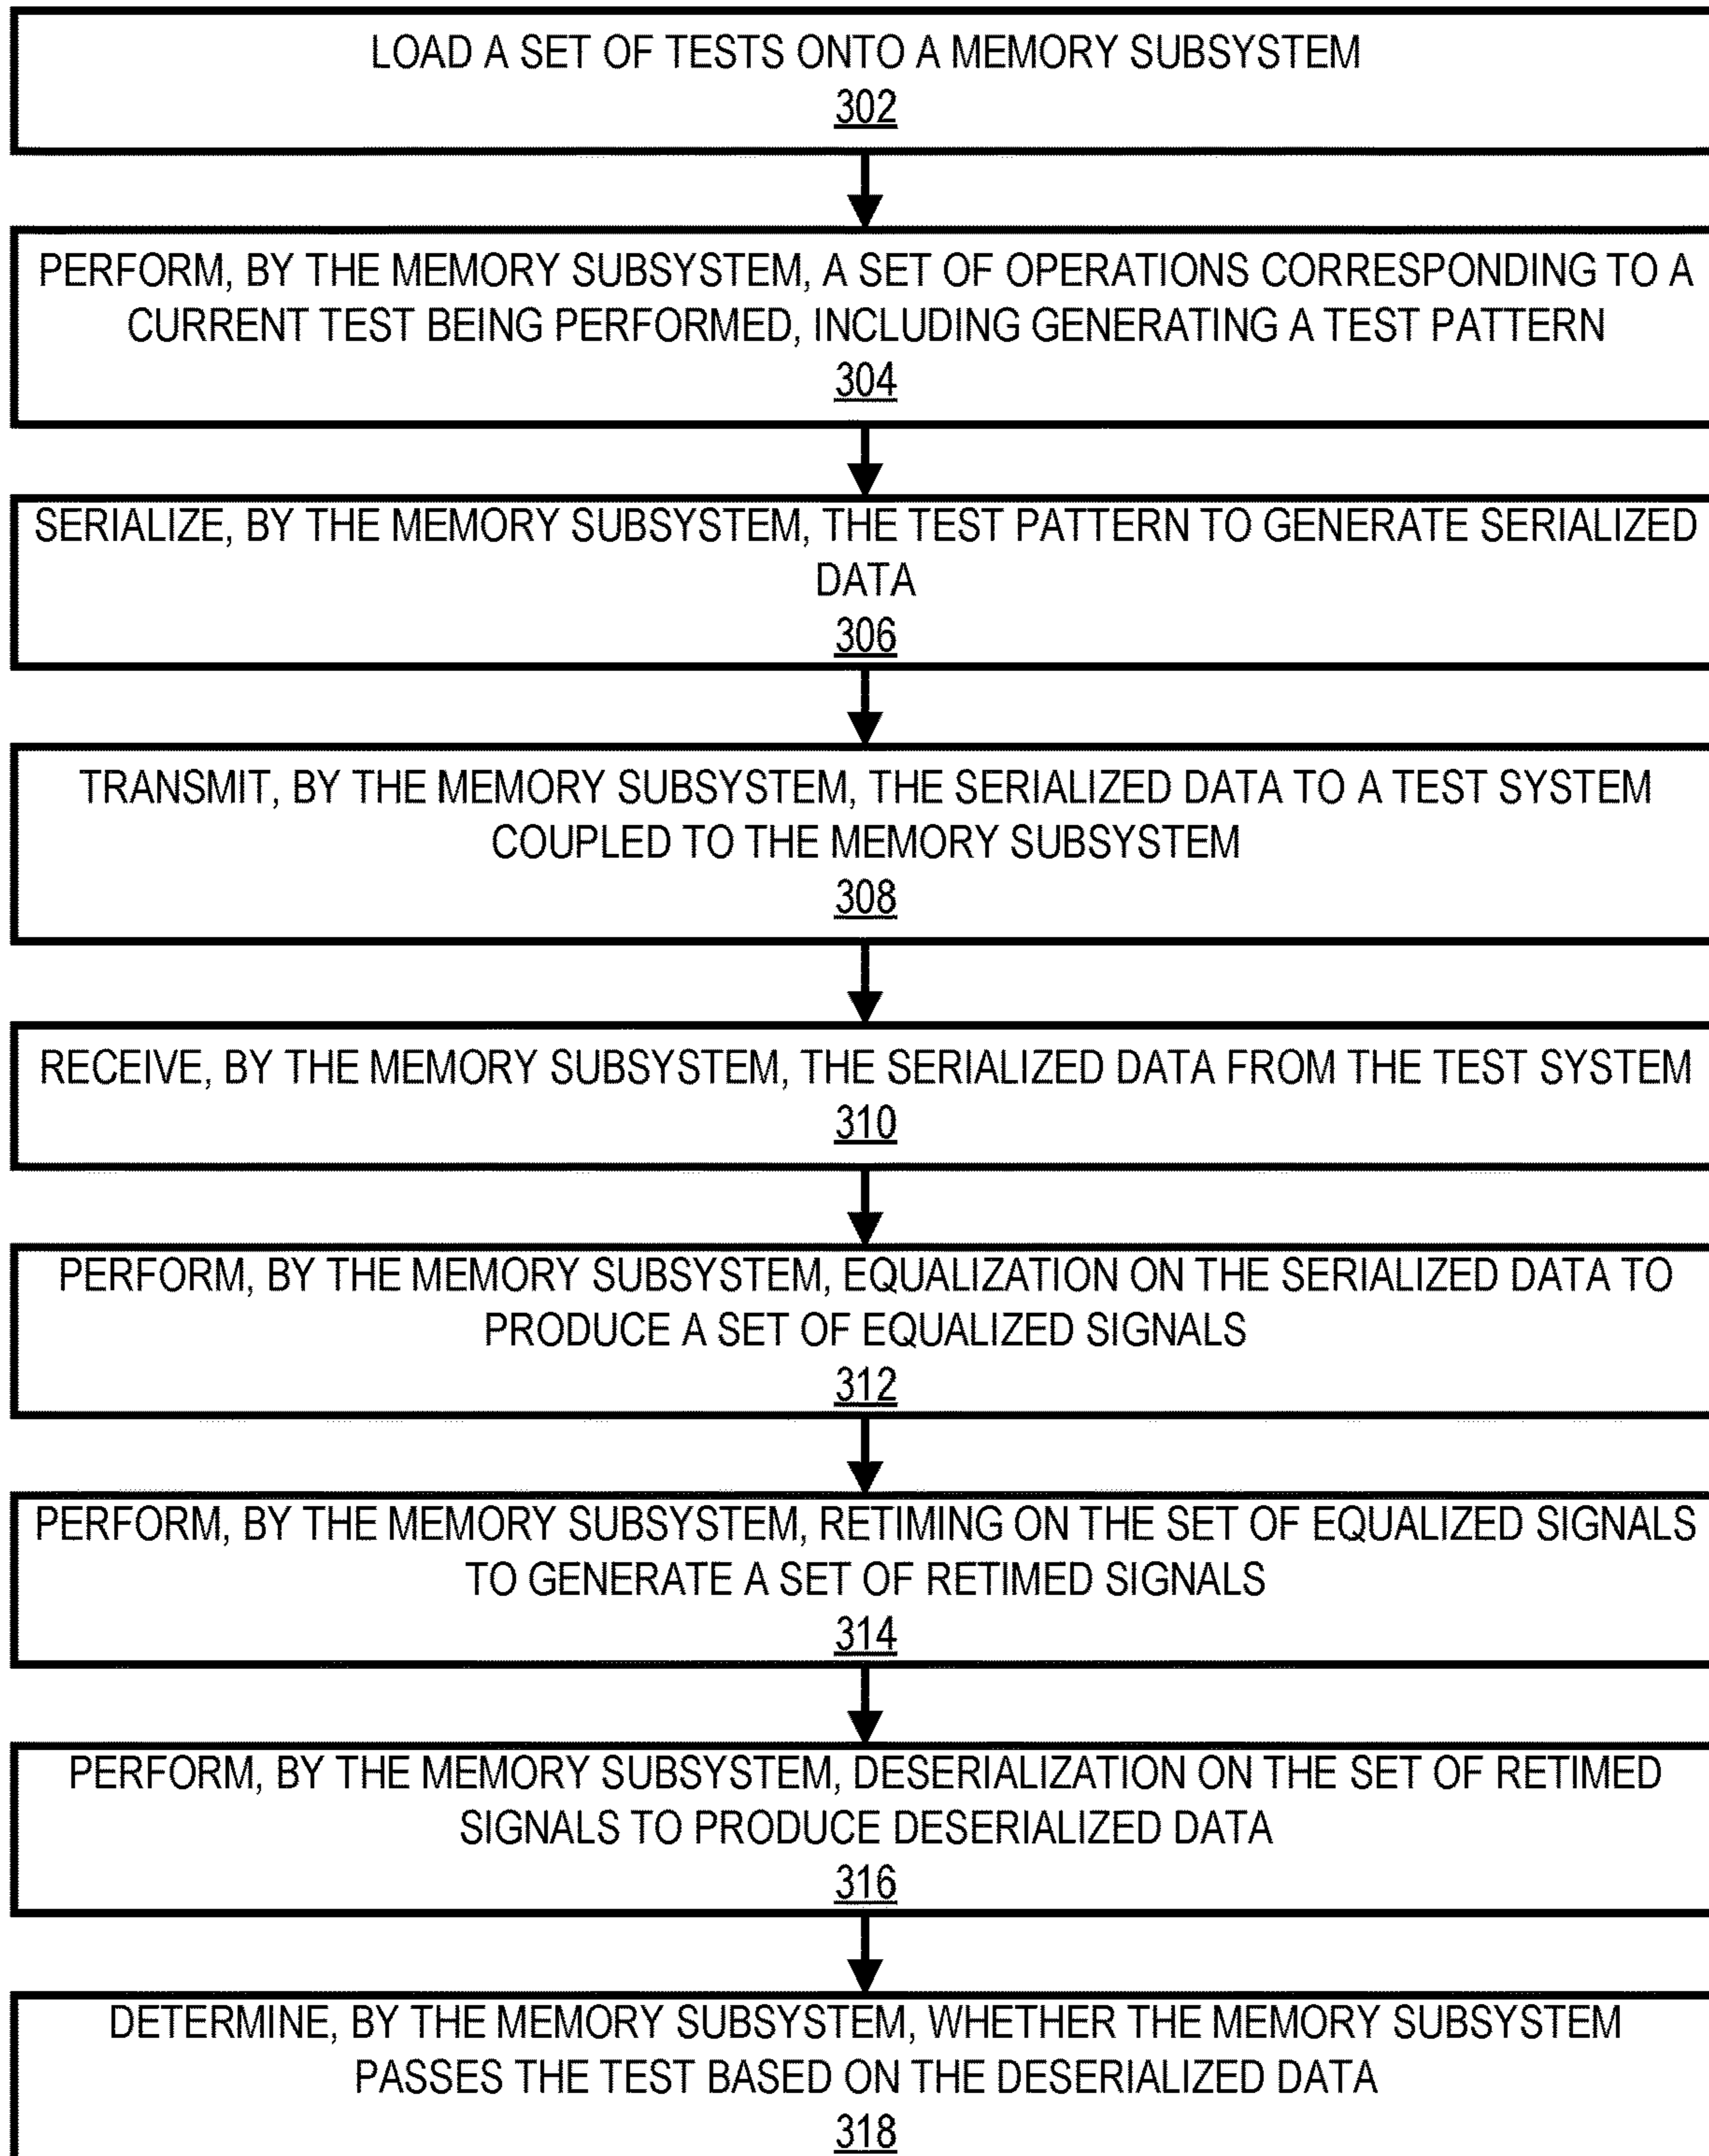 LOAD A SET OF TESTS ONTO A MEMORY SUBSYSTEM
302
PERFORM, BY THE MEMORY SUBSYSTEM, A SET OF OPERATIONS CORRESPONDING TO A
CURRENT TEST BEING PERFORMED, INCLUDING GENERATING A TEST PATTERN
304
SERIALIZE, BY THE MEMORY SUBSYSTEM, THE TEST PATTERN TO GENERATE SERIALIZED
DATA
306
TRANSMIT, BY THE MEMORY SUBSYSTEM, THE SERIALIZED DATA TO A TEST SYSTEM
COUPLED TO THE MEMORY SUBSYSTEM
308
RECEIVE, BY THE MEMORY SUBSYSTEM, THE SERIALIZED DATA FROM THE TEST SYSTEM
310
PERFORM, BY THE MEMORY SUBSYSTEM, EQUALIZATION ON THE SERIALIZED DATA TO
PRODUCE A SET OF EQUALIZED SIGNALS
312
PERFORM, BY THE MEMORY SUBSYSTEM, RETIMING ON THE SET OF EQUALIZED SIGNALS
TO GENERATE A SET OF RETIMED SIGNALS
314
PERFORM, BY THE MEMORY SUBSYSTEM, DESERIALIZATION ON THE SET OF RETIMED
SIGNALS TO PRODUCE DESERIALIZED DATA
316
DETERMINE, BY THE MEMORY SUBSYSTEM, WHETHER THE MEMORY SUBSYSTEM
PASSES THE TEST BASED ON THE DESERIALIZED DATA
318